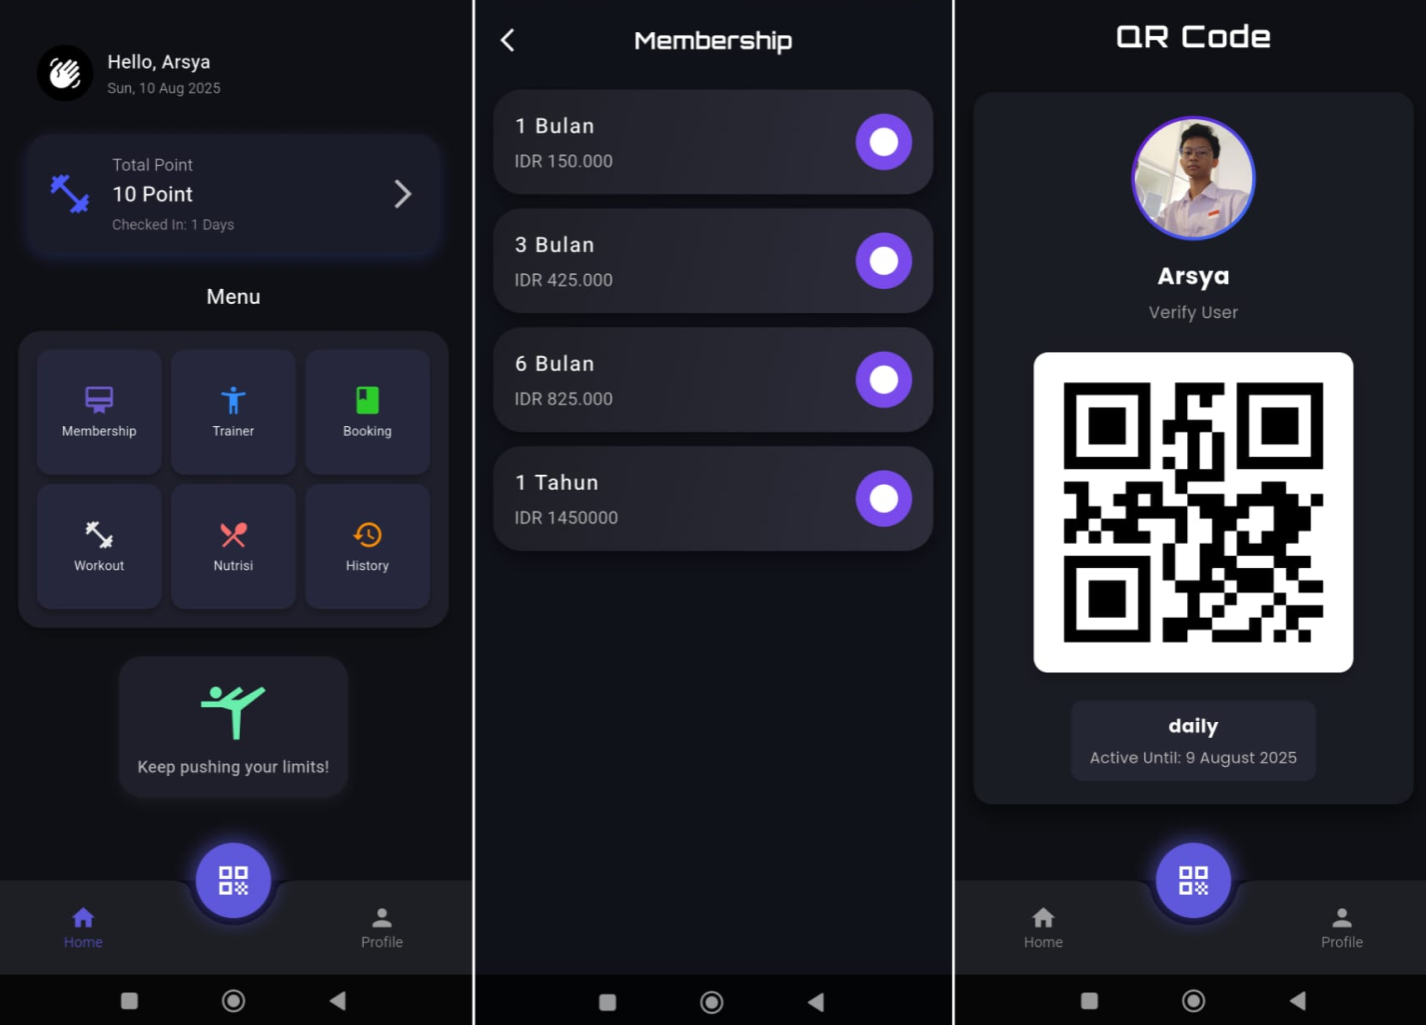 Hello, Arsya
Sun, 10 Aug 2025
Total Point
10 Point
Checked In: 1 Days
Menu
Membership
Trainer
Booking
Workout
Nutrisi
History
Keep pushing your limits!
Home
Profile
Membership
1 Bulan
IDR 150.000
3 Bulan
IDR 425.000
6 Bulan
IDR 825.000
1 Tahun
IDR 1450000
QR Code
Arsya
Verify User
daily
Active Until: 9 August 2025
Home
Profile